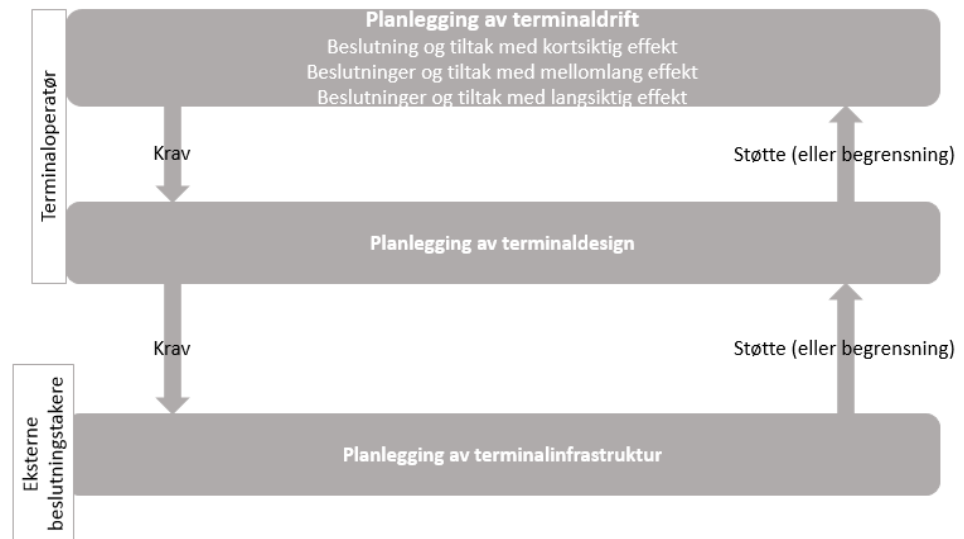 Planlegging av terminaldrift
Beslutning og tiltak med kortsiktig effekt
Beslutninger og tiltak med mellomlang effekt
Beslutninger og tiltak med langsiktig effekt
Terminaloperatør
Krav
Støtte (eller begrensning)
Planlegging av terminaldesign
Krav
Støtte (eller begrensning)
Eksterne
beslutningstakere
Planlegging av terminalinfrastruktur